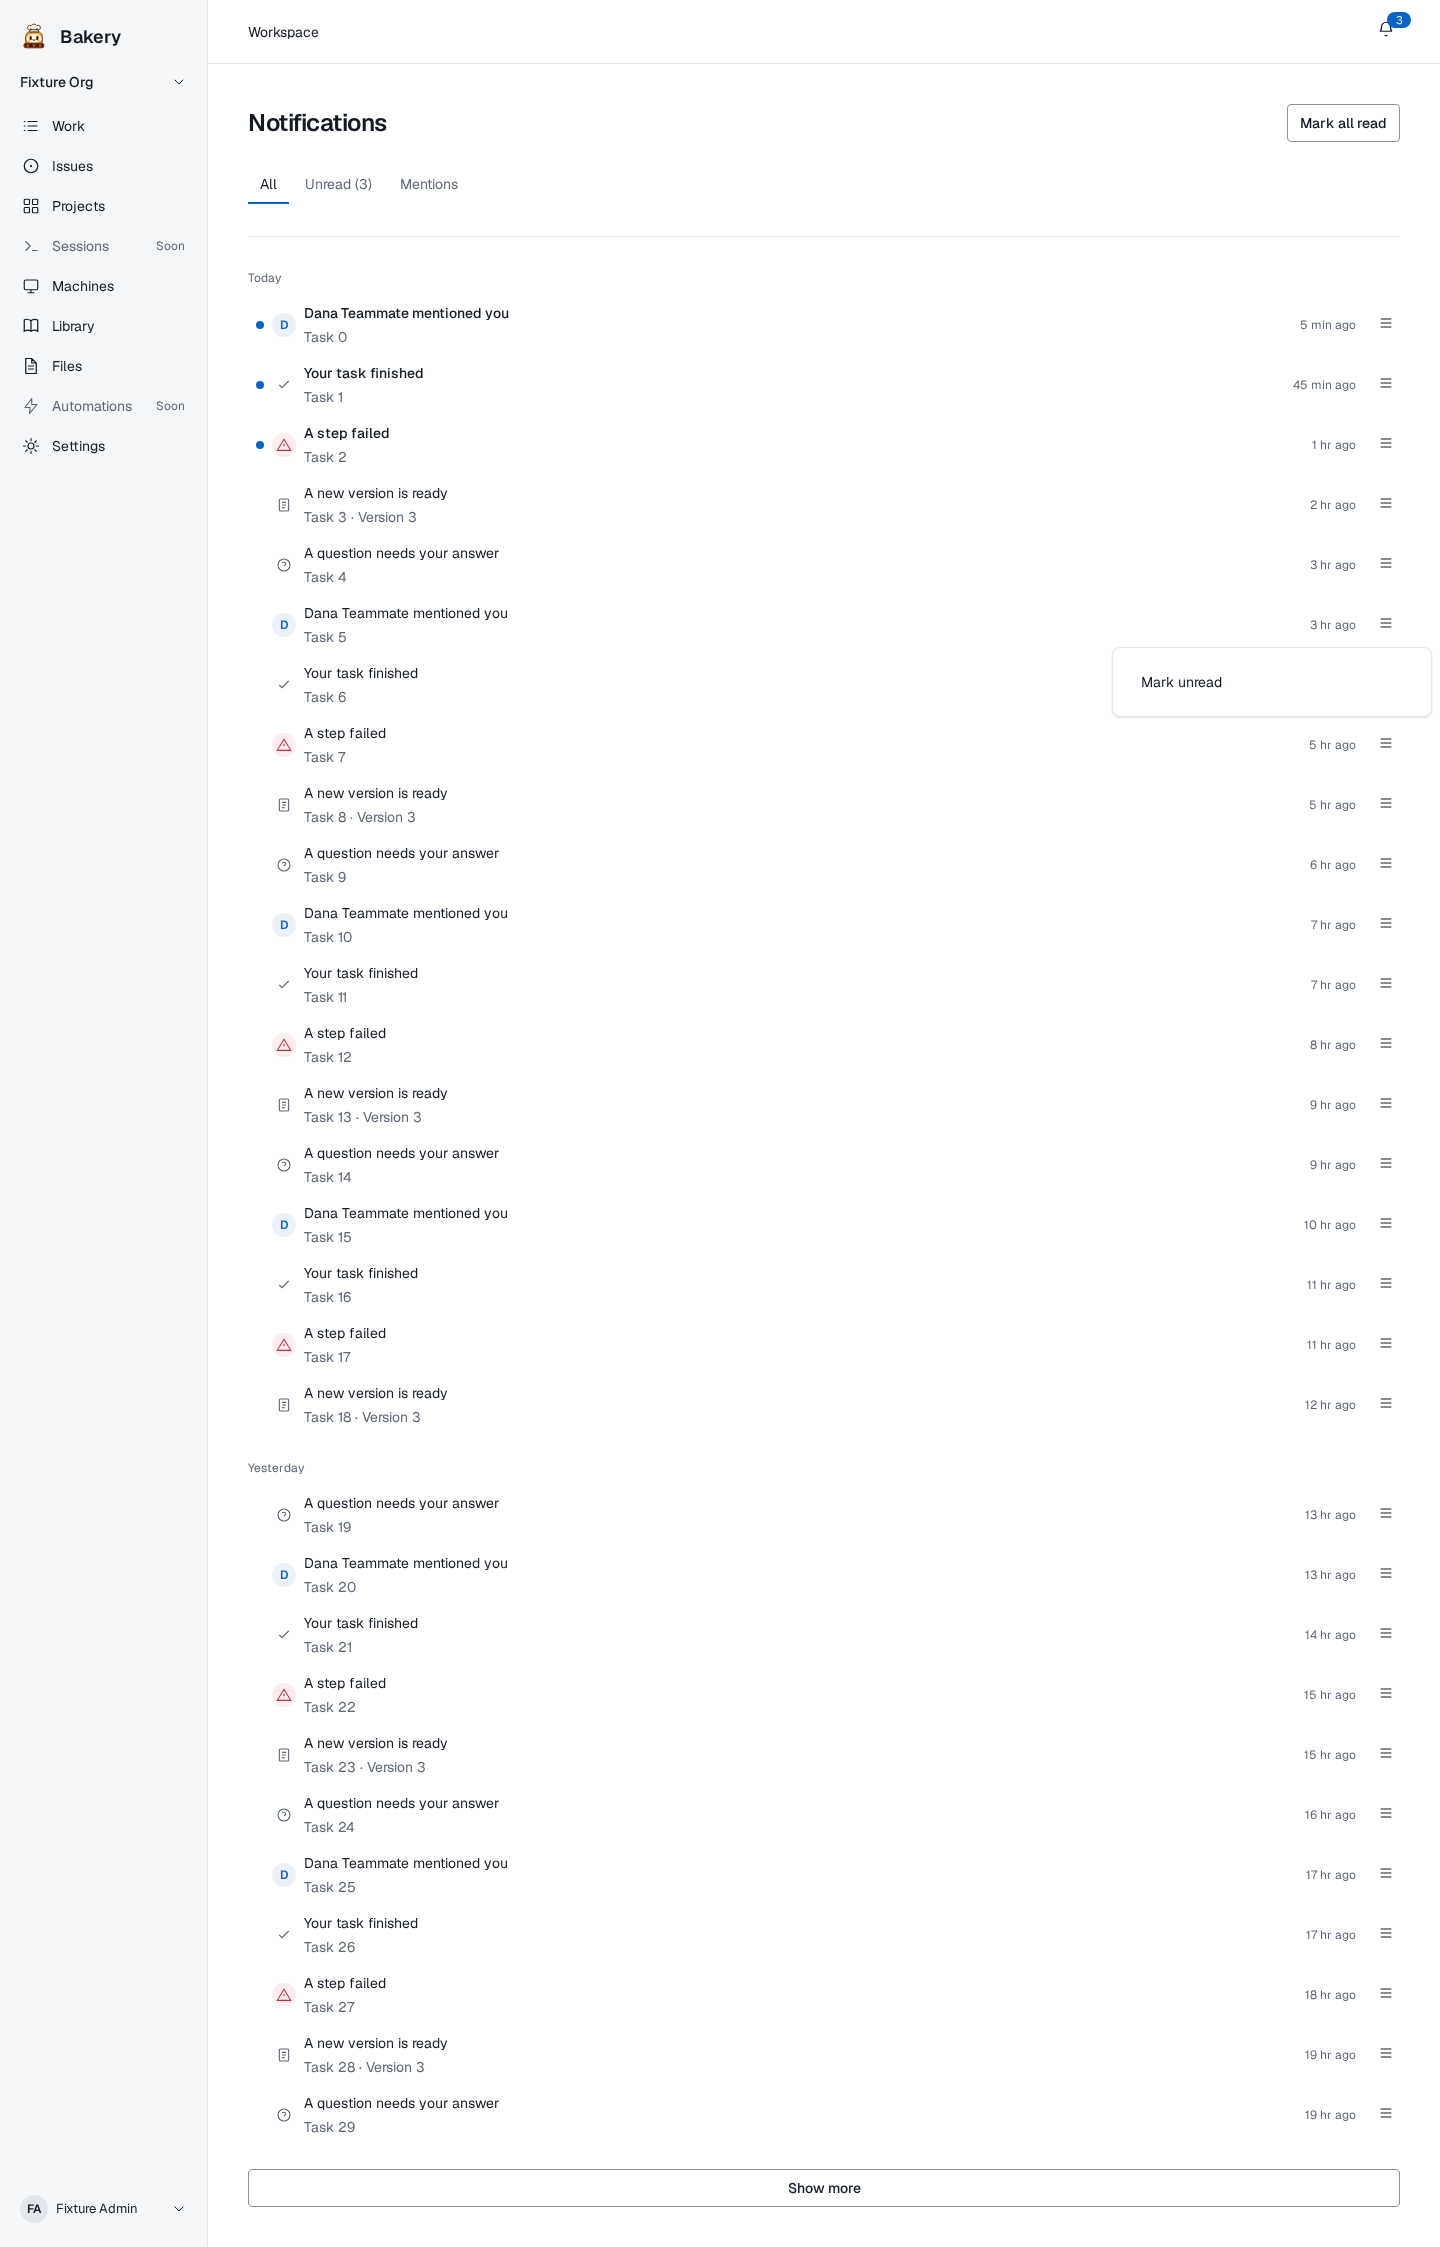 Bakery
Fixture Org
Work
Issues
Projects
Sessions Soon
Machines
Library
Files
Automations Soon
Settings
FA Fixture Admin
Workspace
3
Notifications
Mark all read
All Unread (3) Mentions
Today
D Dana Teammate mentioned you
Task 0
5 min ago
Your task finished
Task 1
45 min ago
A step failed
Task 2
1 hr ago
A new version is ready
Task 3 · Version 3
2 hr ago
A question needs your answer
Task 4
3 hr ago
D Dana Teammate mentioned you
Task 5
3 hr ago
Your task finished
Task 6
Mark unread
A step failed
Task 7
5 hr ago
A new version is ready
Task 8 · Version 3
5 hr ago
A question needs your answer
Task 9
6 hr ago
D Dana Teammate mentioned you
Task 10
7 hr ago
Your task finished
Task 11
7 hr ago
A step failed
Task 12
8 hr ago
A new version is ready
Task 13 · Version 3
9 hr ago
A question needs your answer
Task 14
9 hr ago
D Dana Teammate mentioned you
Task 15
10 hr ago
Your task finished
Task 16
11 hr ago
A step failed
Task 17
11 hr ago
A new version is ready
Task 18 · Version 3
12 hr ago
Yesterday
A question needs your answer
Task 19
13 hr ago
D Dana Teammate mentioned you
Task 20
13 hr ago
Your task finished
Task 21
14 hr ago
A step failed
Task 22
15 hr ago
A new version is ready
Task 23 · Version 3
15 hr ago
A question needs your answer
Task 24
16 hr ago
D Dana Teammate mentioned you
Task 25
17 hr ago
Your task finished
Task 26
17 hr ago
A step failed
Task 27
18 hr ago
A new version is ready
Task 28 · Version 3
19 hr ago
A question needs your answer
Task 29
19 hr ago
Show more